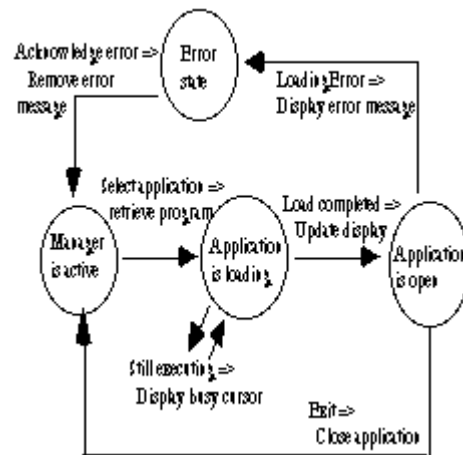 Acknowledge error =>
Remove error
message
Error
state
Loading Error =>
Display error message
Select application =>
retrieve program
Load completed =>
Update display
Manager
is active
Application
is loading
Application
is open
Still executing =>
Display busy cursor
Exit =>
Close application